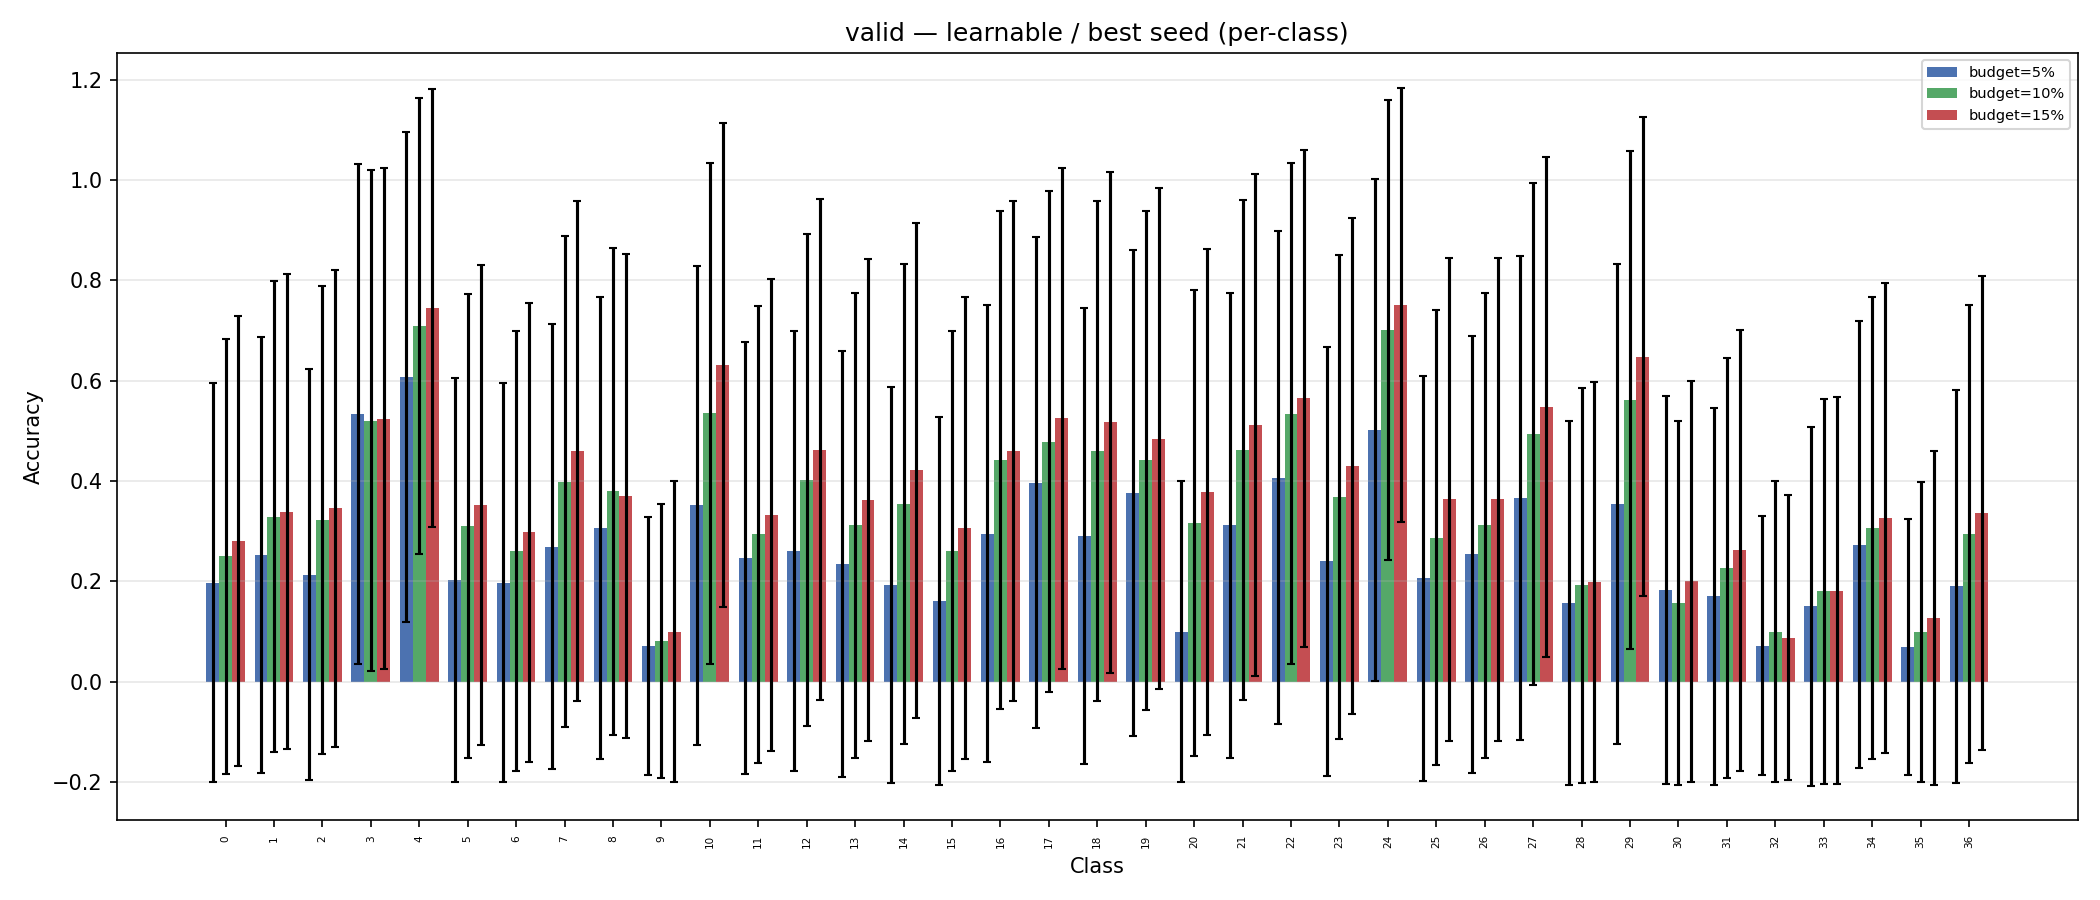 valid — learnable / best seed (per-class)
budget=5%
budget=10%
budget=15%
Accuracy
1.2
1.0
0.8
0.6
0.4
0.2
0.0
−0.2
0 1 2 3 4 5 6 7 8 9 10 11 12 13 14 15 16 17 18 19 20 21 22 23 24 25 26 27 28 29 30 31 32 33 34 35 36
Class